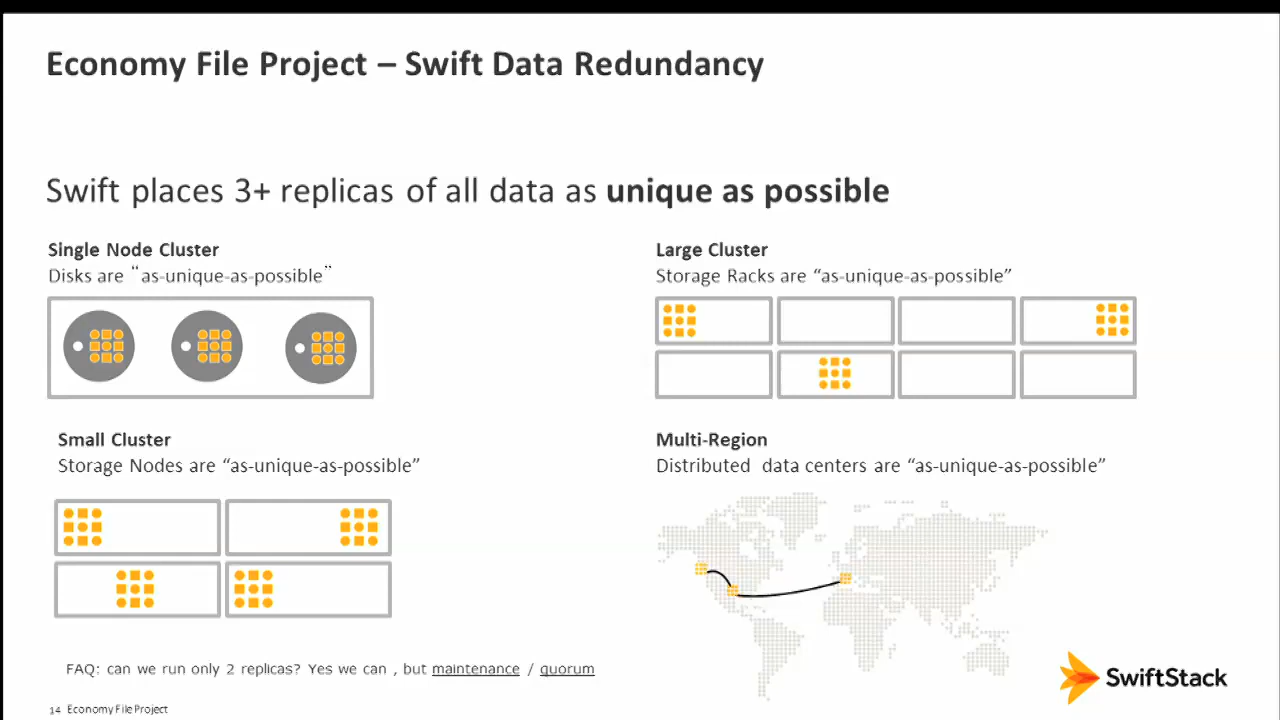 Economy File Project – Swift Data Redundancy
Swift places 3+ replicas of all data as unique as possible
Single Node Cluster
Disks are ¨as-unique-as-possible¨
Large Cluster
Storage Racks are “as-unique-as-possible”
Small Cluster
Storage Nodes are “as-unique-as-possible”
Multi-Region
Distributed data centers are “as-unique-as-possible”
FAQ: can we run only 2 replicas? Yes we can , but maintenance / quorum
SwiftStack
14 Economy File Project